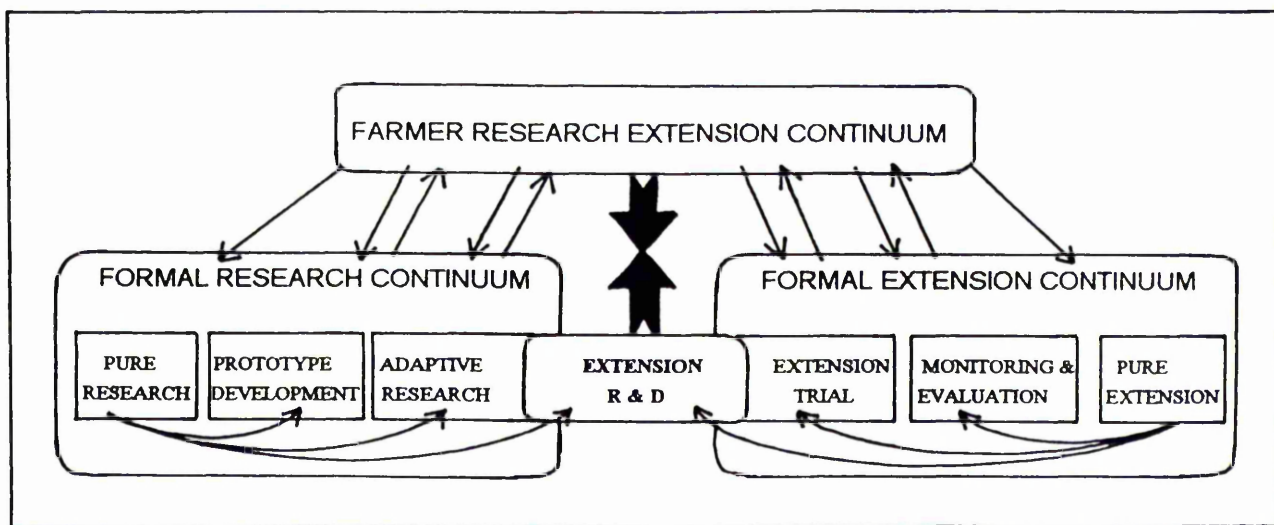 FARMER RESEARCH EXTENSION CONTINUUM
FORMAL RESEARCH CONTINUUM
PURE
RESEARCH
PROTOTYPE
DEVELOPMENT
ADAPTIVE
RESEARCH
EXTENSION
R & D
FORMAL EXTENSION CONTINUUM
EXTENSION
TRIAL
MONITORING &
EVALUATION
PURE
EXTENSION